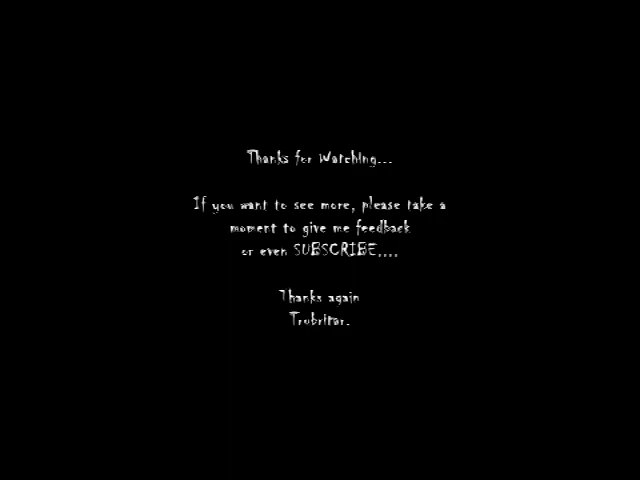 Thanks for Watching...
If you want to see more, please take a
moment to give me feedback
or even SUBSCRIBE....
Thanks again
Trobritar.